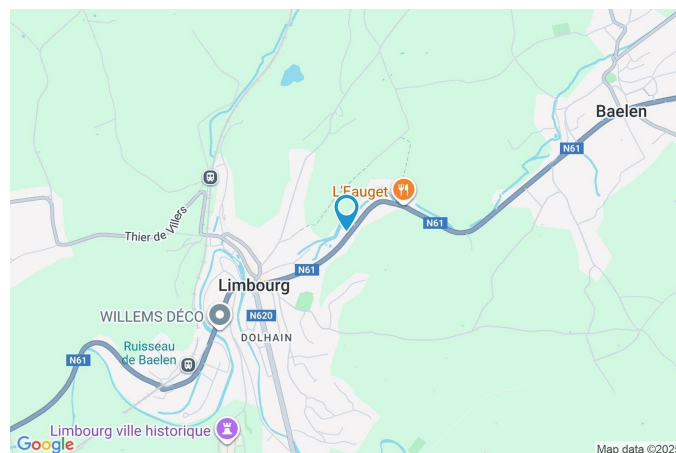 Baelen
N61
L'Eauget
N61
Thier de Villers
N61
Limbourg
WILLEMS DÉCO
N620
DOLHAIN
Ruisseau
de Baelen
N61
Limbourg ville historique
Google
Map data ©2025